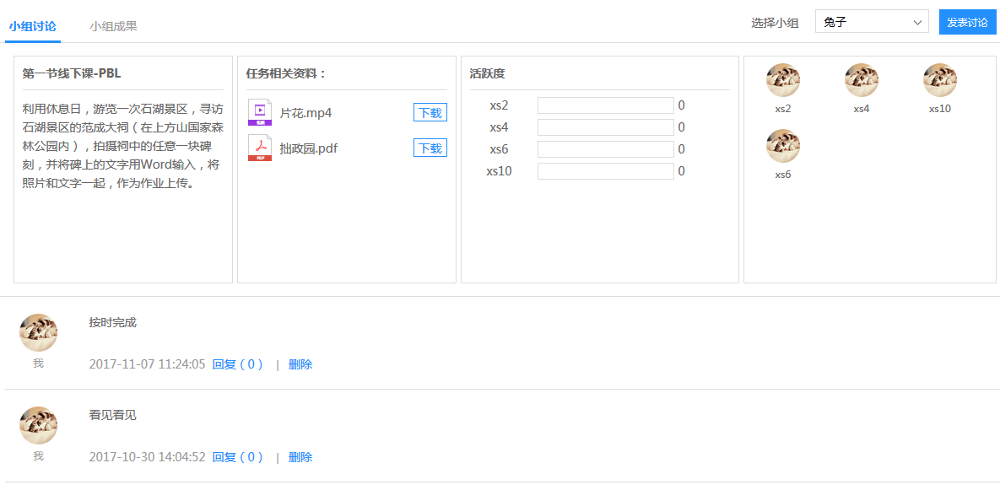 小组讨论
小组成果
选择小组
兔子
发表讨论
第一节线下课-PBL
利用休息日，游览一次石湖景区，寻访
石湖景区的范成大祠（在上方山国家森
林公园内），拍摄祠中的任意一块碑
刻，并将碑上的文字用Word输入，将
照片和文字一起，作为作业上传。
任务相关资料：
视频
片花.mp4
下载
PDF
拙政园.pdf
下载
活跃度
xs2 0
xs4 0
xs6 0
xs10 0
xs2
xs4
xs10
xs6
按时完成
我
2017-11-07 11:24:05 回复（0） | 删除
看见看见
我
2017-10-30 14:04:52 回复（0） | 删除